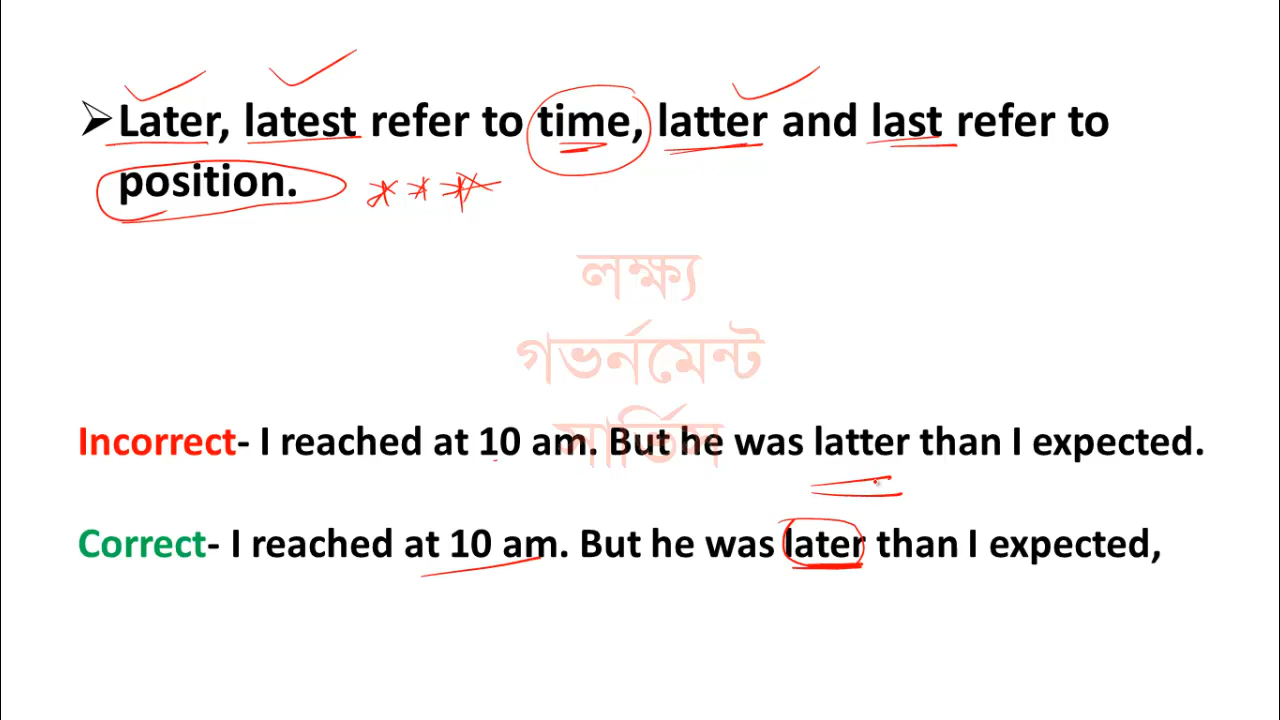 Later, latest refer to time, latter and last refer to
position. ***
লক্ষ্য
গভর্নমেন্ট
সার্ভিস
Incorrect- I reached at 10 am. But he was latter than I expected.
Correct- I reached at 10 am. But he was later than I expected,